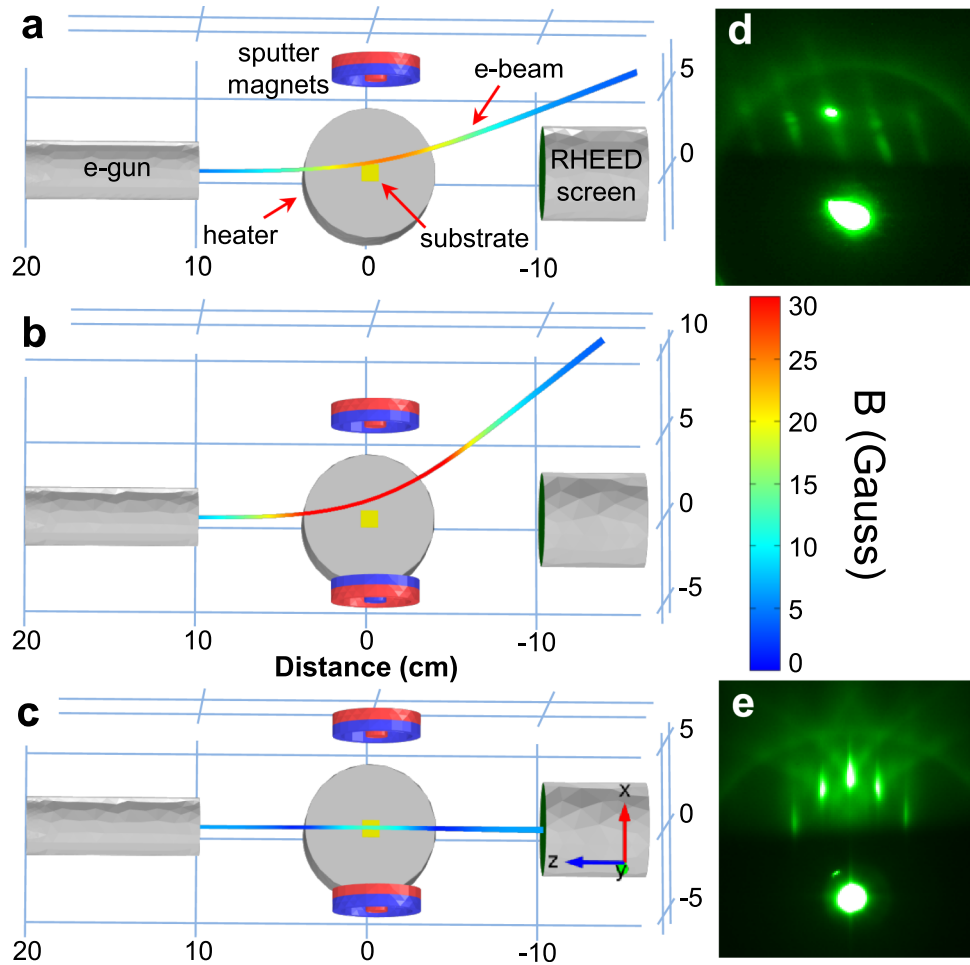 a
sputter
magnets
e-beam
5
e-gun
RHEED
screen
0
heater
substrate
20
10
0
-10
b
10
5
0
-5
20
10
0
-10
Distance (cm)
c
5
x
0
z
y
-5
20
10
0
-10
d
30
25
20
15
10
5
0
B (Gauss)
e